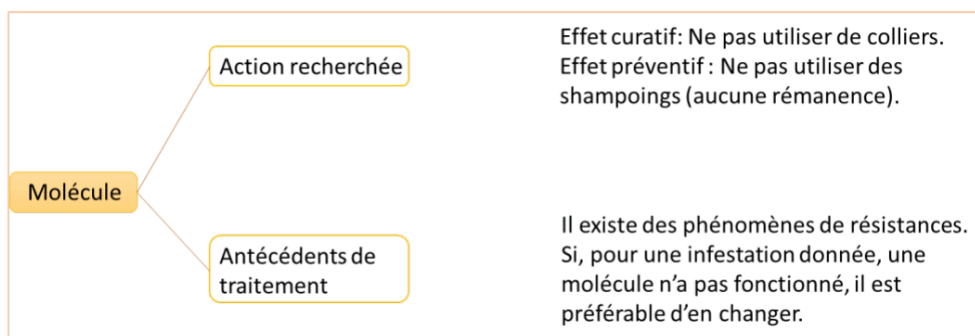 Effet curatif: Ne pas utiliser de colliers.
Action recherchée
Effet préventif : Ne pas utiliser des
shampoings (aucune rémanence).
Molécule
Il existe des phénomènes de résistances.
Antécédents de
traitement
Si, pour une infestation donnée, une
molécule n’a pas fonctionné, il est
préférable d’en changer.